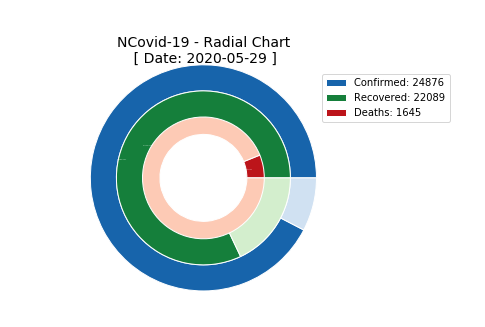 NCovid-19 - Radial Chart
[ Date: 2020-05-29 ]
Confirmed: 24876
Recovered: 22089
Deaths: 1645